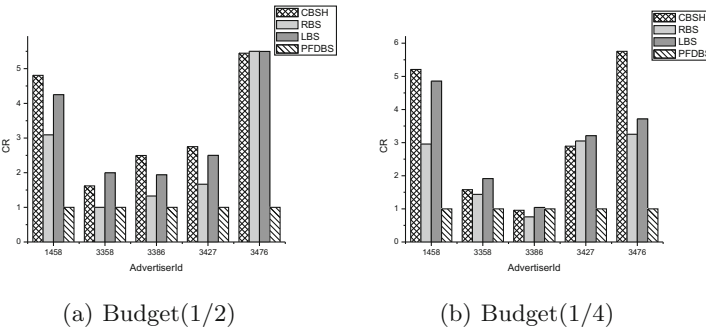 CBSH
RBS
LBS
PFDBS
CR
5
4
3
2
1
0
1458 3358 3386 3427 3476
AdvertiserId
(a) Budget(1/2)
CBSH
RBS
LBS
PFDBS
CR
6
5
4
3
2
1
0
1458 3358 3386 3427 3476
AdvertiserId
(b) Budget(1/4)